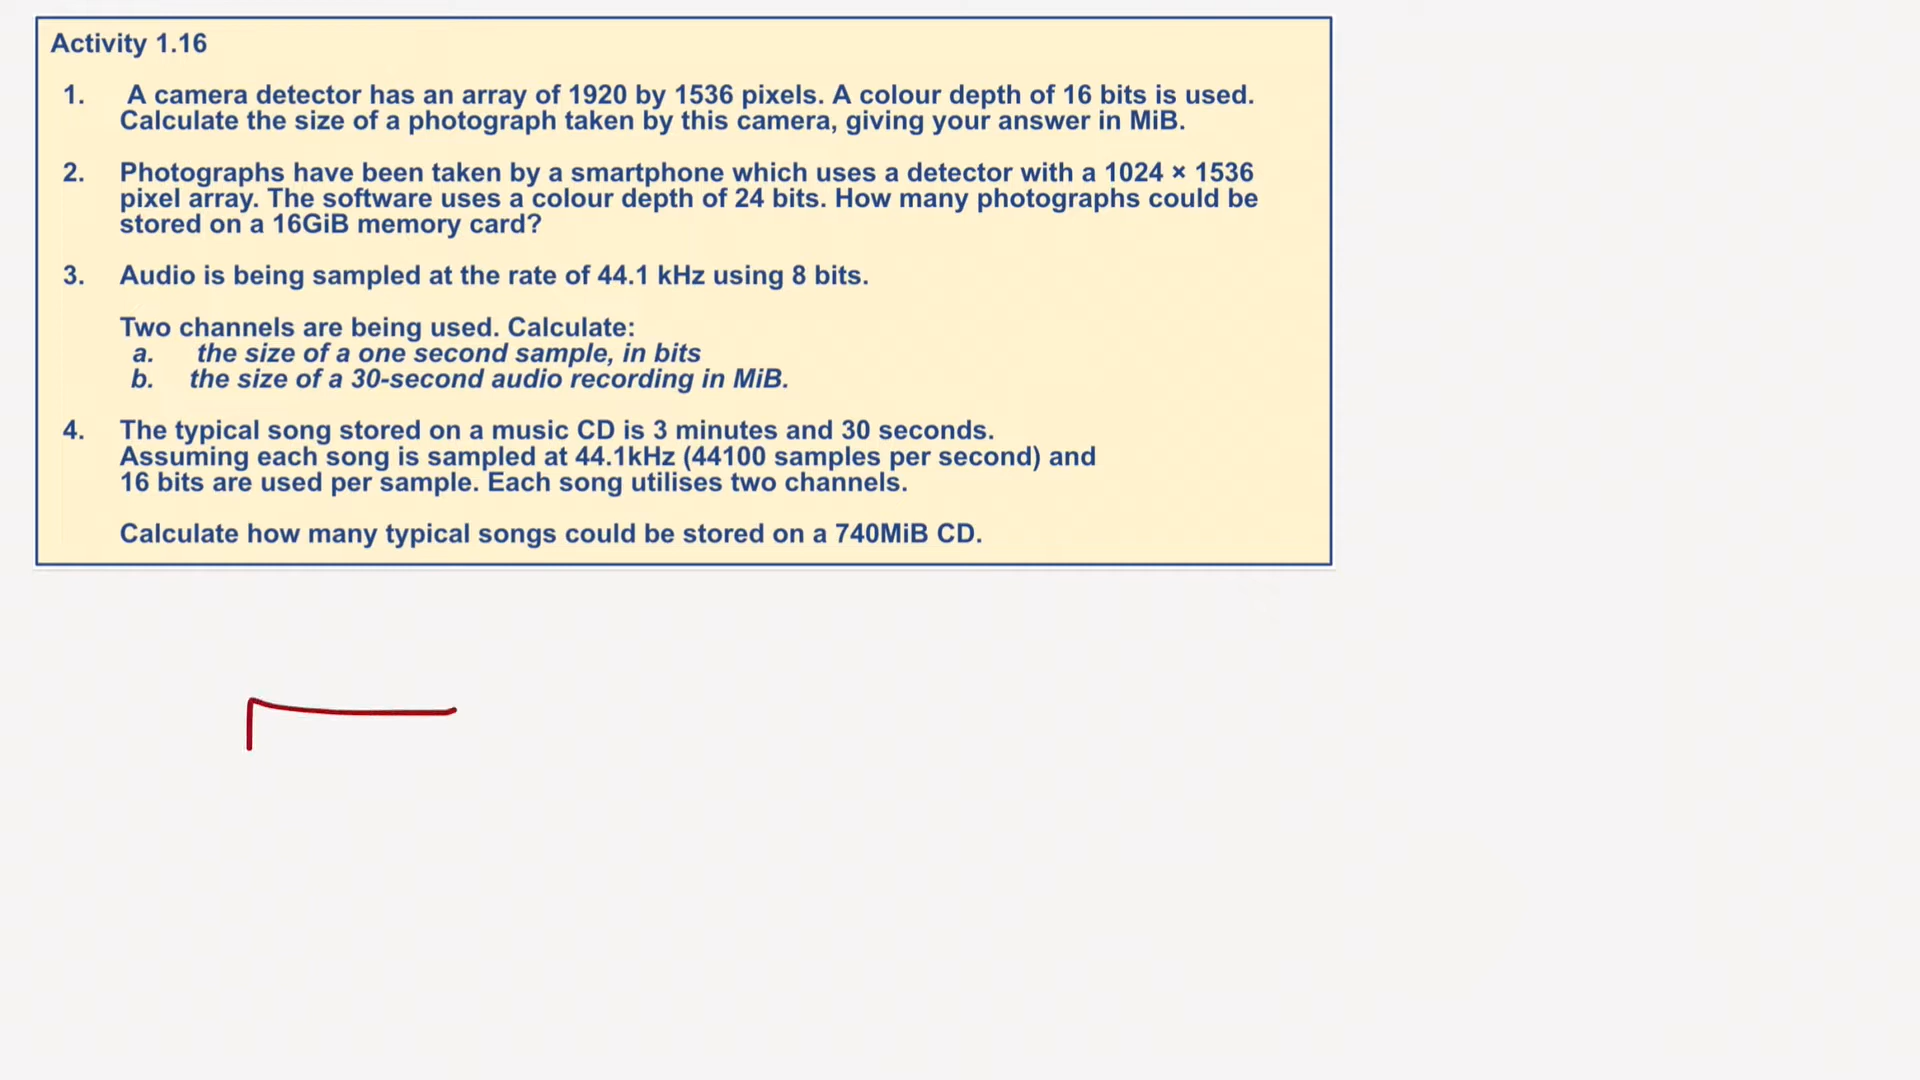 Activity 1.16
1. A camera detector has an array of 1920 by 1536 pixels. A colour depth of 16 bits is used.
Calculate the size of a photograph taken by this camera, giving your answer in MiB.
2. Photographs have been taken by a smartphone which uses a detector with a 1024 × 1536
pixel array. The software uses a colour depth of 24 bits. How many photographs could be
stored on a 16GiB memory card?
3. Audio is being sampled at the rate of 44.1 kHz using 8 bits.
Two channels are being used. Calculate:
a. the size of a one second sample, in bits
b. the size of a 30-second audio recording in MiB.
4. The typical song stored on a music CD is 3 minutes and 30 seconds.
Assuming each song is sampled at 44.1kHz (44100 samples per second) and
16 bits are used per sample. Each song utilises two channels.
Calculate how many typical songs could be stored on a 740MiB CD.